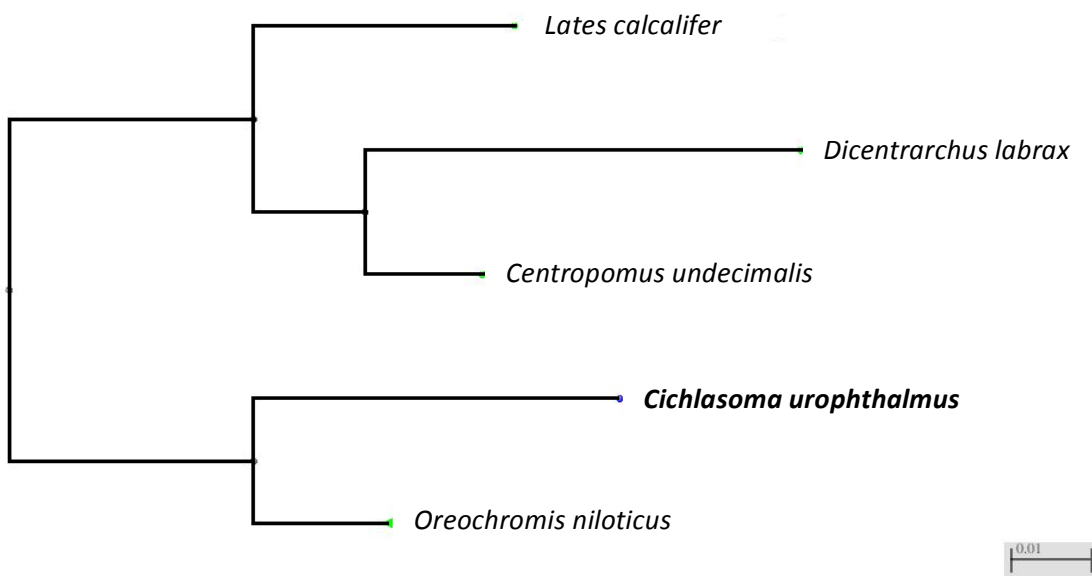 Lates calcalifer
Dicentrarchus labrax
Centropomus undecimalis
Cichlasoma urophthalmus
Oreochromis niloticus
0.01